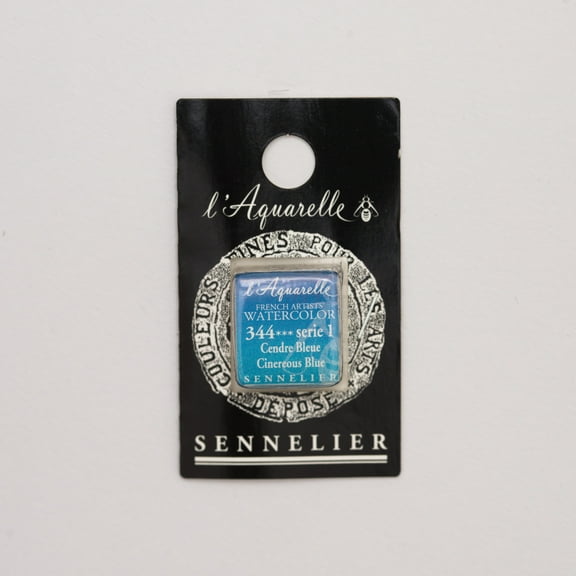 l'Aquarelle
COULEURS FINES POUR LES ARTS
DÉPOSÉ
l'Aquarelle
FRENCH ARTISTS'
WATERCOLOR
344*** serie 1
Cendre Bleue
Cinereous Blue
SENNELIER
SENNELIER